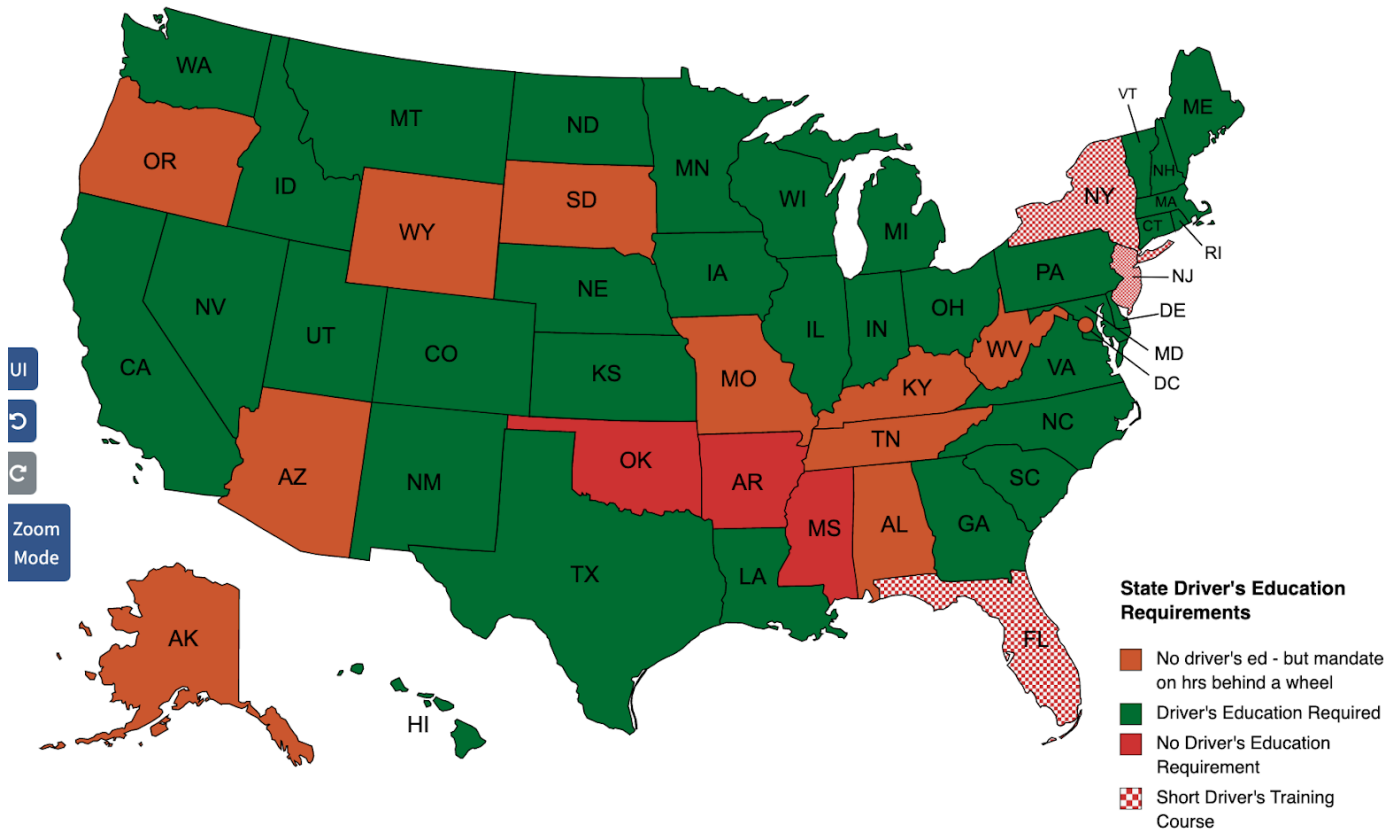 WA
MT
ND
MN
VT
ME
OR
ID
SD
WI
NH
NY
MA
WY
MI
CT
RI
IA
PA
NJ
NE
NV
OH
DE
IL
IN
UT
CO
MD
WV
VA
CA
KS
MO
KY
DC
UI
NC
TN
OK
AZ
NM
AR
SC
MS
AL
GA
Zoom
Mode
TX
LA
AK
FL
HI
State Driver's Education
Requirements
No driver's ed - but mandate
on hrs behind a wheel
Driver's Education Required
No Driver's Education
Requirement
Short Driver's Training
Course